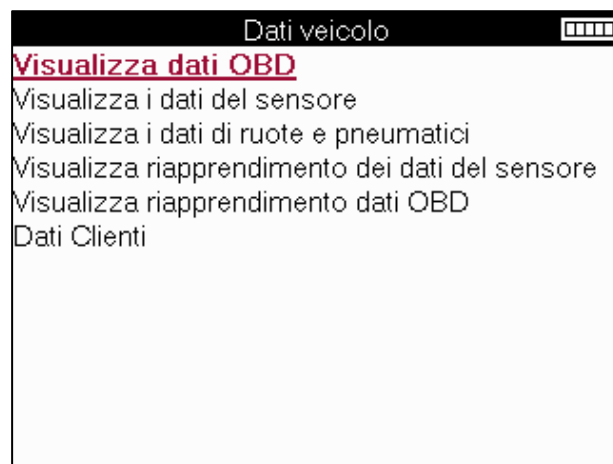 Dati veicolo
Visualizza dati OBD
Visualizza i dati del sensore
Visualizza i dati di ruote e pneumatici
Visualizza riapprendimento dei dati del sensore
Visualizza riapprendimento dati OBD
Dati Clienti